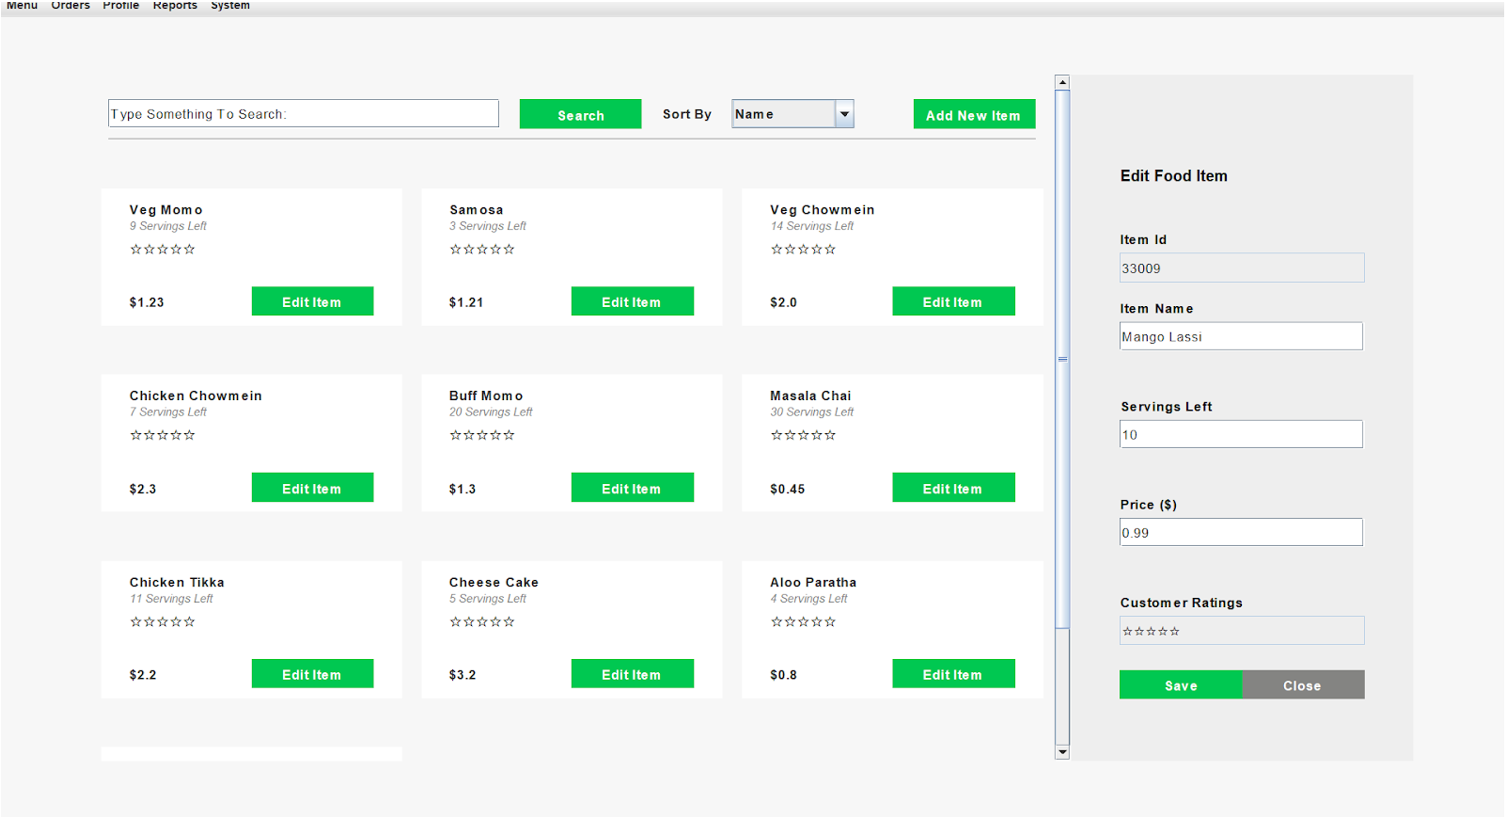 Menu Orders Profile Reports System
Type Something To Search:
Search
Sort By
Name
Add New Item
Veg Momo
9 Servings Left
☆☆☆☆☆
$1.23
Edit Item
Samosa
3 Servings Left
☆☆☆☆☆
$1.21
Edit Item
Veg Chowmein
14 Servings Left
☆☆☆☆☆
$2.0
Edit Item
Chicken Chowmein
7 Servings Left
☆☆☆☆☆
$2.3
Edit Item
Buff Momo
20 Servings Left
☆☆☆☆☆
$1.3
Edit Item
Masala Chai
30 Servings Left
☆☆☆☆☆
$0.45
Edit Item
Chicken Tikka
11 Servings Left
☆☆☆☆☆
$2.2
Edit Item
Cheese Cake
5 Servings Left
☆☆☆☆☆
$3.2
Edit Item
Aloo Paratha
4 Servings Left
☆☆☆☆☆
$0.8
Edit Item
Edit Food Item
Item Id
33009
Item Name
Mango Lassi
Servings Left
10
Price ($)
0.99
Customer Ratings
☆☆☆☆☆
Save
Close